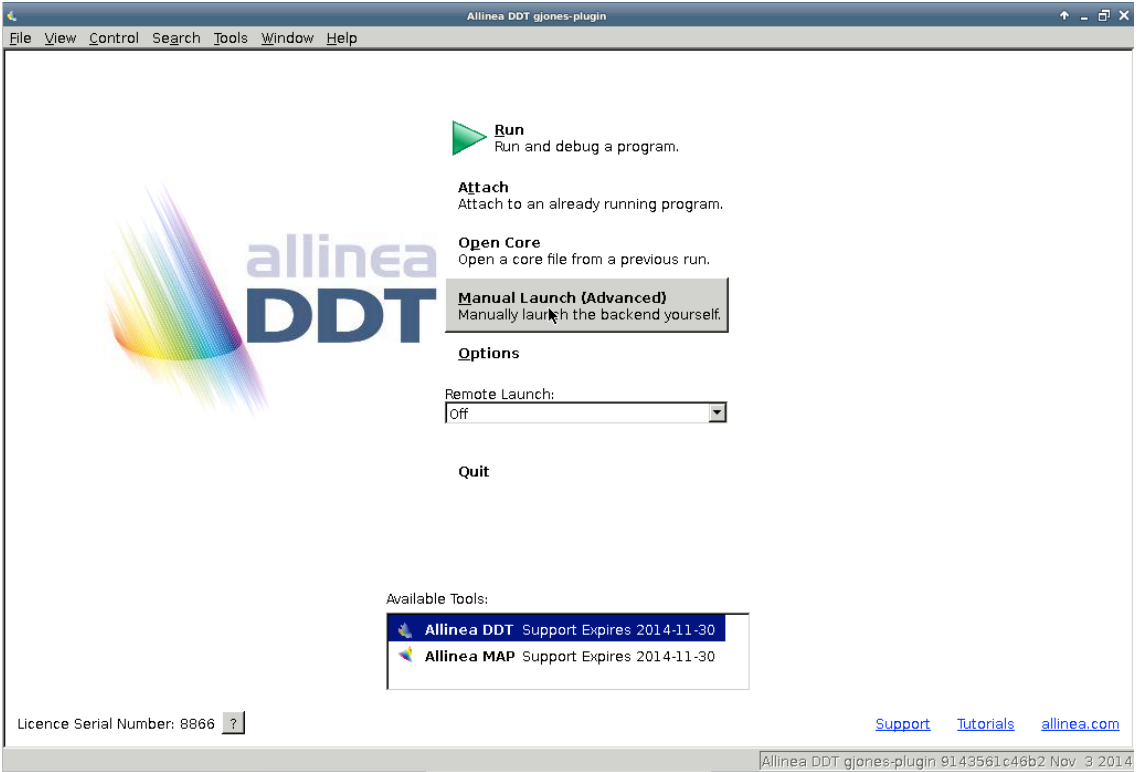 Allinea DDT gjones-plugin
File View Control Search Tools Window Help
Run
Run and debug a program.
Attach
Attach to an already running program.
allinea
DDT
Open Core
Open a core file from a previous run.
Manual Launch (Advanced)
Manually launch the backend yourself.
Options
Remote Launch:
Off
Quit
Available Tools:
Allinea DDT Support Expires 2014-11-30
Allinea MAP Support Expires 2014-11-30
Licence Serial Number: 8866 ?
Support Tutorials allinea.com
Allinea DDT gjones-plugin 9143561c46b2 Nov 3 2014